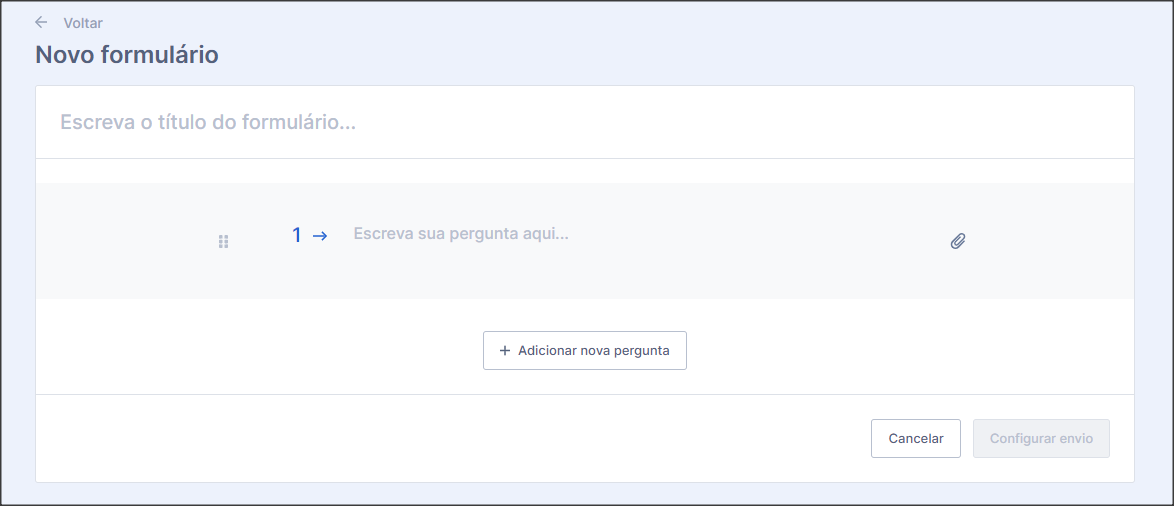 Voltar
Novo formulário
Escreva o título do formulário...
1 → Escreva sua pergunta aqui...
+ Adicionar nova pergunta
Cancelar Configurar envio